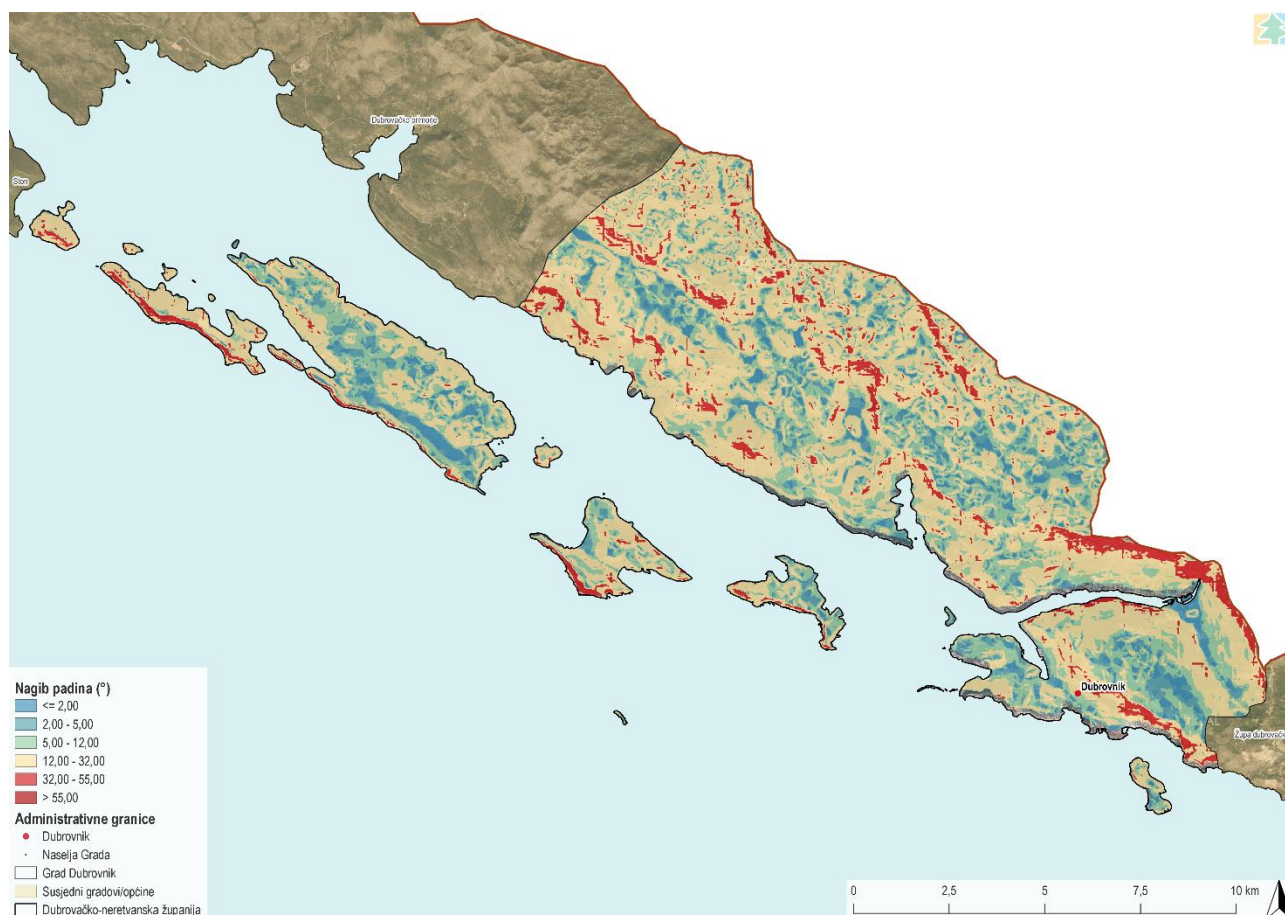 Dubrovačko primorje
Ston
Dubrovnik
Župa dubrovačk
Nagib padina (°)
<= 2,00
2,00 - 5,00
5,00 - 12,00
12,00 - 32,00
32,00 - 55,00
> 55,00
Administrativne granice
Dubrovnik
Naselja Grada
Grad Dubrovnik
Susjedni gradovi/općine
Dubrovačko-neretvanska županija
0 2,5 5 7,5 10 km